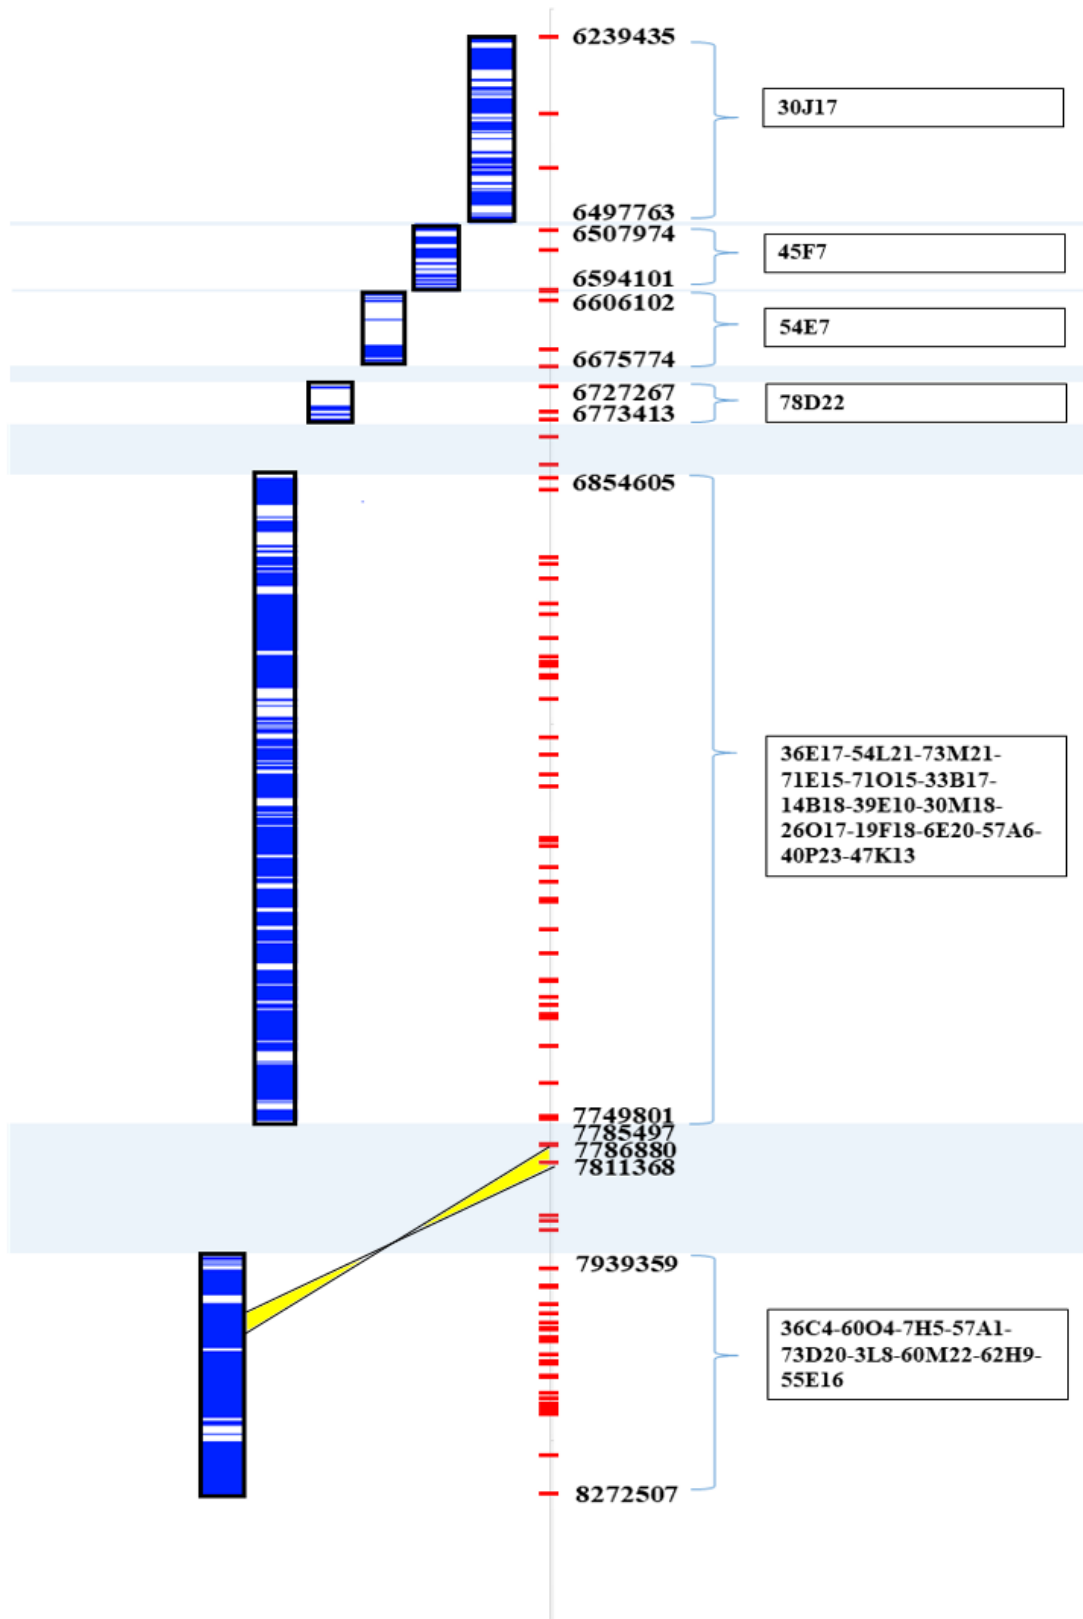 6239435
30J17
6497763
6507974
45F7
6594101
6606102
54E7
6675774
6727267
78D22
6773413
6854605
36E17-54L21-73M21-
71E15-71O15-33B17-
14B18-39E10-30M18-
26O17-19F18-6E20-57A6-
40P23-47K13
7749801
7785497
7786880
7811368
7939359
36C4-60O4-7H5-57A1-
73D20-3L8-60M22-62H9-
55E16
8272507